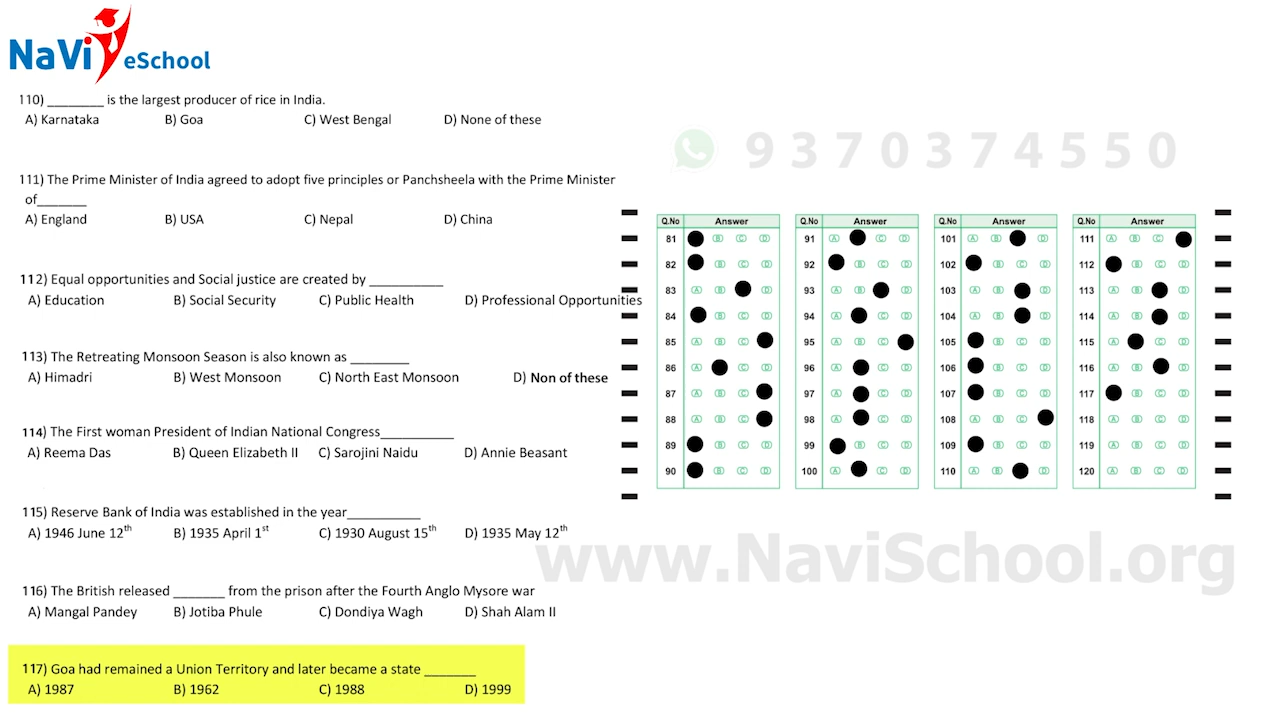 NaVi eSchool
110) ________ is the largest producer of rice in India.
A) Karnataka B) Goa C) West Bengal D) None of these
111) The Prime Minister of India agreed to adopt five principles or Panchsheela with the Prime Minister
of_______
A) England B) USA C) Nepal D) China
112) Equal opportunities and Social justice are created by __________
A) Education B) Social Security C) Public Health D) Professional Opportunities
113) The Retreating Monsoon Season is also known as ________
A) Himadri B) West Monsoon C) North East Monsoon D) Non of these
114) The First woman President of Indian National Congress__________
A) Reema Das B) Queen Elizabeth II C) Sarojini Naidu D) Annie Beasant
115) Reserve Bank of India was established in the year__________
A) 1946 June 12th B) 1935 April 1st C) 1930 August 15th D) 1935 May 12th
116) The British released _______ from the prison after the Fourth Anglo Mysore war
A) Mangal Pandey B) Jotiba Phule C) Dondiya Wagh D) Shah Alam II
117) Goa had remained a Union Territory and later became a state _______
A) 1987 B) 1962 C) 1988 D) 1999
9370374550
Q.No Answer Q.No Answer Q.No Answer Q.No Answer
81 B C D 91 A C D 101 A B D 111 A B C
82 B C D 92 B C D 102 B C D 112 B C D
83 A B D 93 A B D 103 A B D 113 A B D
84 B C D 94 A C D 104 A B D 114 A B D
85 A B C 95 A B C 105 B C D 115 A C D
86 A C D 96 A C D 106 B C D 116 A B D
87 A B C 97 A C D 107 B C D 117 B C D
88 A B C 98 A C D 108 A B C 118 A B C D
89 B C D 99 B C D 109 B C D 119 A B C D
90 B C D 100 A C D 110 A B D 120 A B C D
www.NaviSchool.org